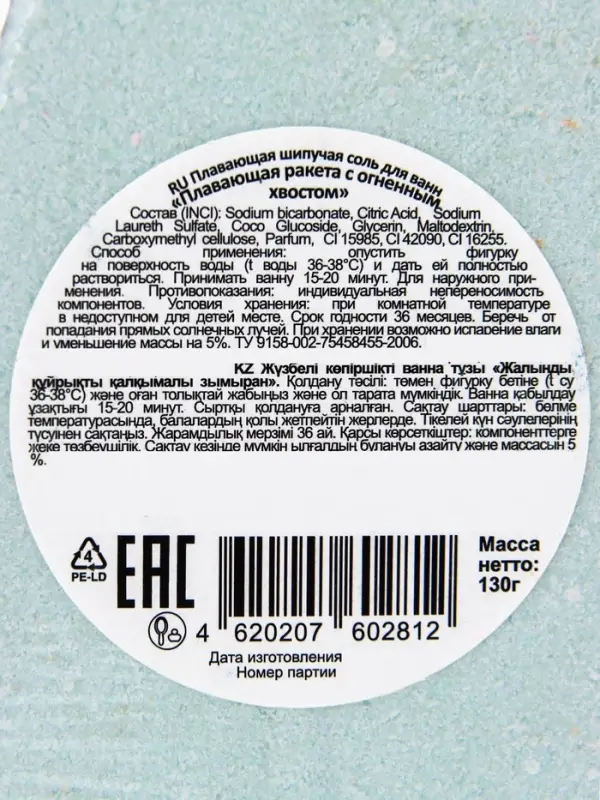 RU Плавающая шипучая соль для ванн
«Плавающая ракета с огненным
хвостом»
Состав (INCI): Sodium bicarbonate, Citric Acid, Sodium
Laureth Sulfate, Coco Glucoside, Glycerin, Maltodextrin,
Carboxymethyl cellulose, Parfum, CI 15985, CI 42090, CI 16255.
Способ применения: опустить фигурку
на поверхность воды (t воды 36-38°С) и дать ей полностью
раствориться. Принимать ванну 15-20 минут. Для наружного при-
менения. Противопоказания: индивидуальная непереносимость
компонентов. Условия хранения: при комнатной температуре
в недоступном для детей месте. Срок годности 36 месяцев. Беречь от
попадания прямых солнечных лучей. При хранении возможно испарение влаги
и уменьшение массы на 5%. ТУ 9158-002-75458455-2006.
KZ Жүзбелі көпіршікті ванна тұзы «Жалынды
құйрықты қалқымалы зымыран». Қолдану тәсілі: төмен фигурку бетіне (t су
36-38°С) және оған толықтай жабыңыз және ол тарата мүмкіндік. Ванна қабылдау
ұзақтығы 15-20 минут. Сыртқы қолдануға арналған. Сақтау шарттары: бөлме
температурасында, балалардың қолы жетпейтін жерлерде. Тікелей күн сәулелерінің
түсуінен сақтаңыз. Жарамдылық мерзімі 36 ай. Қарсы көрсеткіштер: компоненттерге
жеке төзбеушілік. Сақтау кезінде мүмкін ылғалдың булануы азайту және массасын 5
%.
4
PE-LD
EAC
Масса
нетто:
130г
4 620207 602812
Дата изготовления
Номер партии